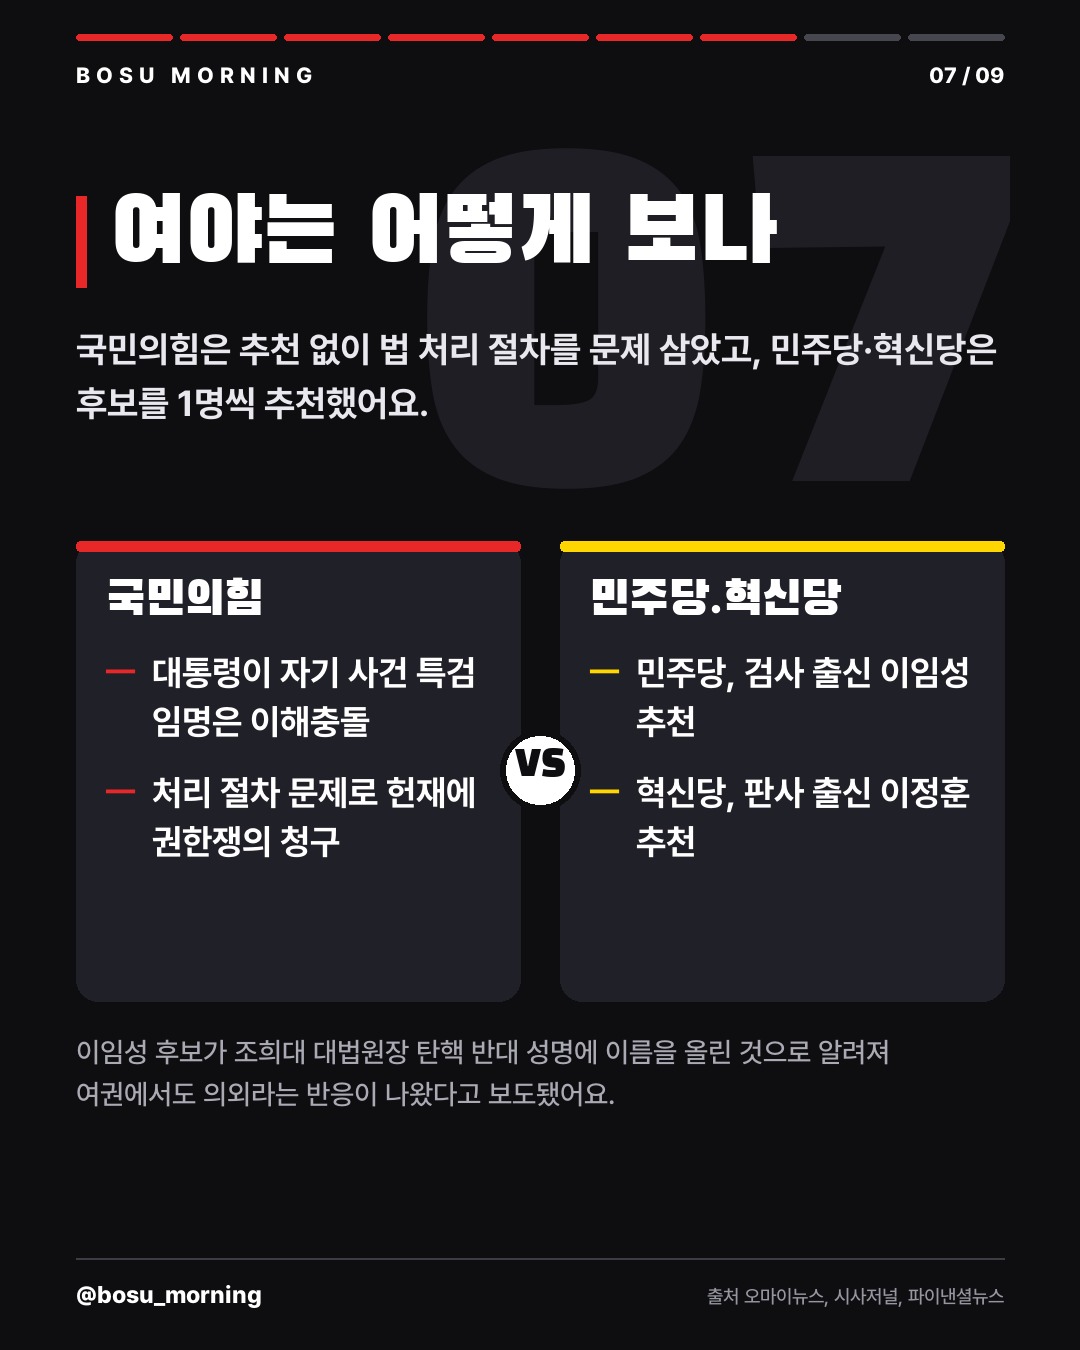 BOSU MORNING
07 / 09
07
여야는 어떻게 보나
국민의힘은 추천 없이 법 처리 절차를 문제 삼았고, 민주당·혁신당은
후보를 1명씩 추천했어요.
국민의힘
대통령이 자기 사건 특검
임명은 이해충돌
처리 절차 문제로 헌재에
권한쟁의 청구
VS
민주당.혁신당
민주당, 검사 출신 이임성
추천
혁신당, 판사 출신 이정훈
추천
이임성 후보가 조희대 대법원장 탄핵 반대 성명에 이름을 올린 것으로 알려져
여권에서도 의외라는 반응이 나왔다고 보도됐어요.
@bosu_morning
출처 오마이뉴스, 시사저널, 파이낸셜뉴스